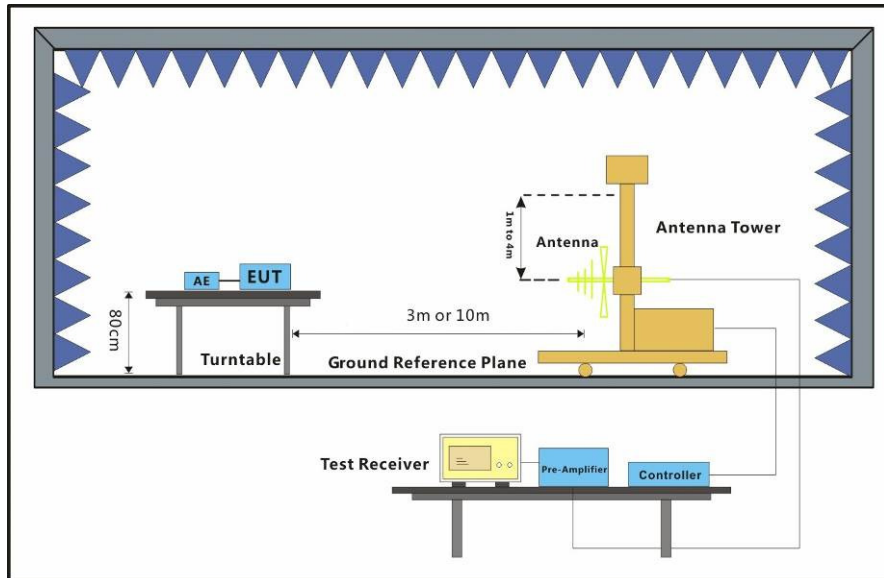 1m to 4m
Antenna
Antenna Tower
AE
EUT
80cm
3m or 10m
Turntable
Ground Reference Plane
Test Receiver
Pre-Amplifier
Controller